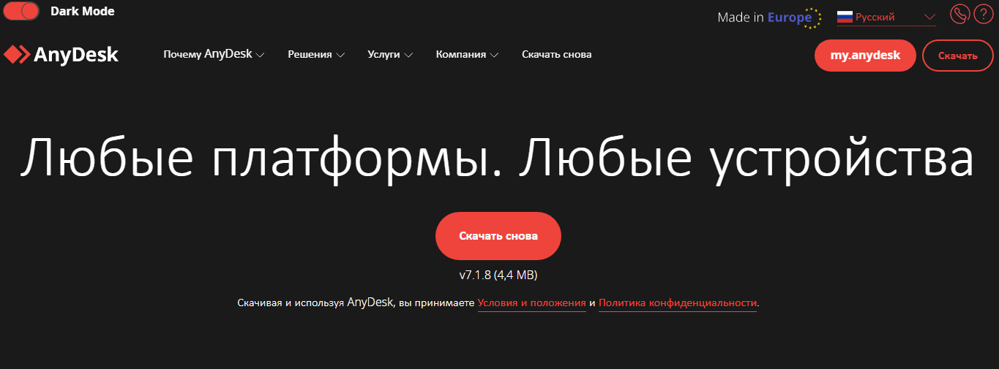 Dark Mode
Made in Europe
Русский
AnyDesk
Почему AnyDesk
Решения
Услуги
Компания
Скачать снова
my.anydesk
Скачать
Любые платформы. Любые устройства
Скачать снова
v7.1.8 (4,4 MB)
Скачивая и используя AnyDesk, вы принимаете Условия и положения и Политика конфиденциальности.